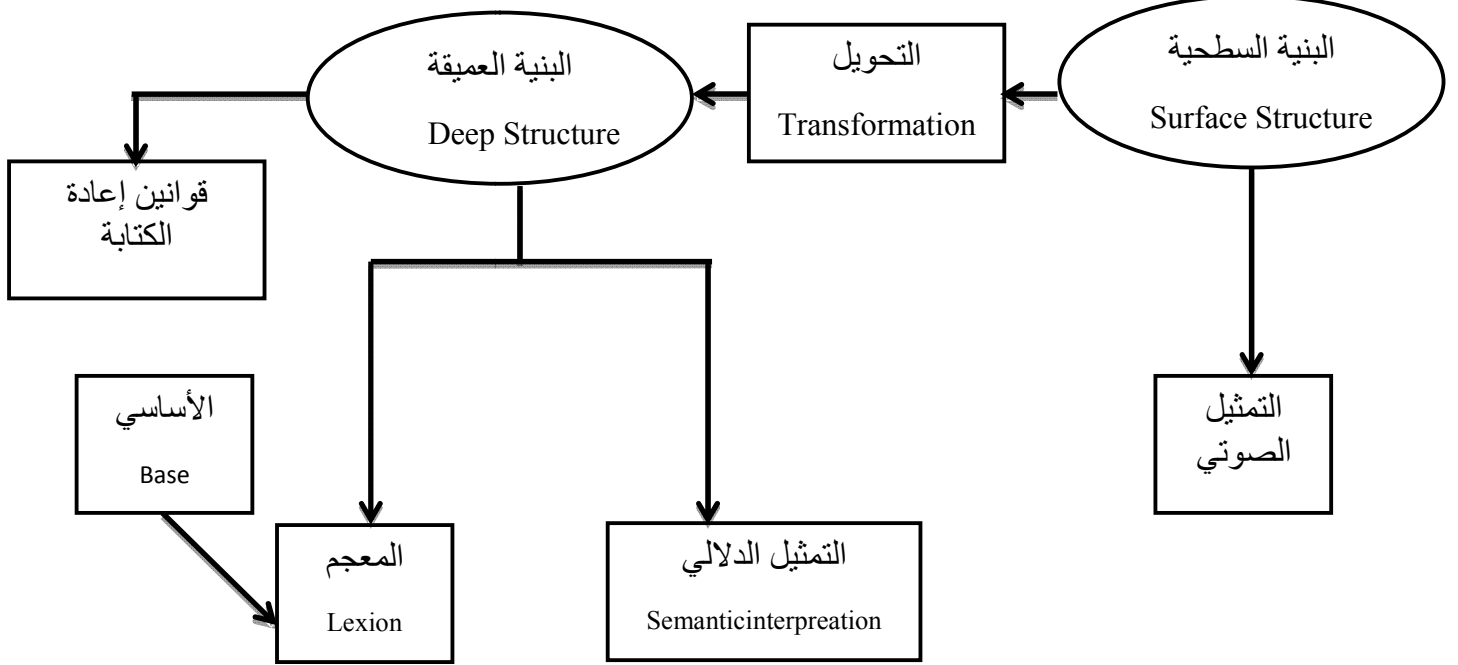 البنية السطحية
Surface Structure
التحويل
Transformation
البنية العميقة
Deep Structure
قوانين إعادة
الكتابة
التمثيل
الصوتي
الأساسي
Base
التمثيل الدلالي
Semanticinterpreation
المعجم
Lexion